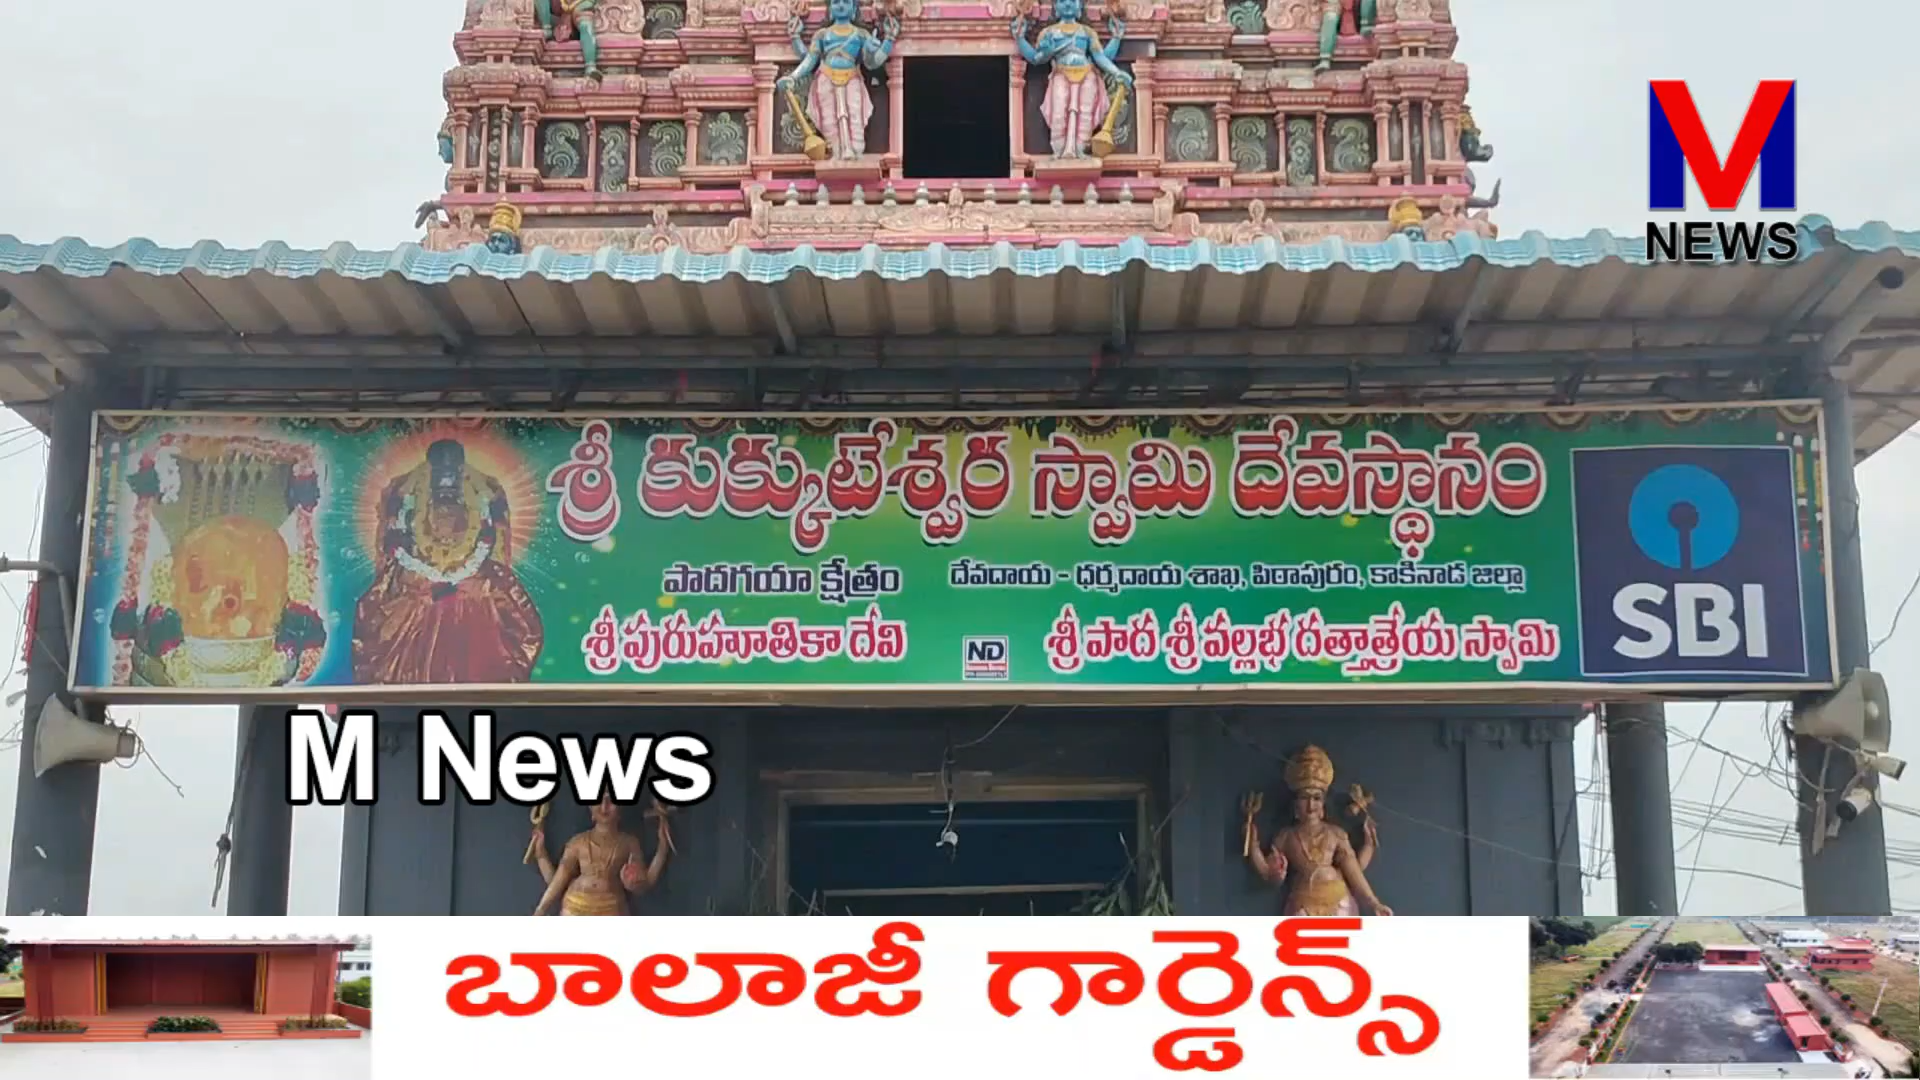 M
NEWS
శ్రీ కుక్కుటేశ్వర స్వామి దేవస్థానం
పాదగయా క్షేత్రం
దేవదాయ - ధర్మదాయ శాఖ, పిఠాపురం, కాకినాడ జిల్లా
శ్రీ పురుహూతికా దేవి
ND
శ్రీ పాద శ్రీ వల్లభ దత్తాత్రేయ స్వామి
SBI
M News
బాలాజీ గార్డెన్స్